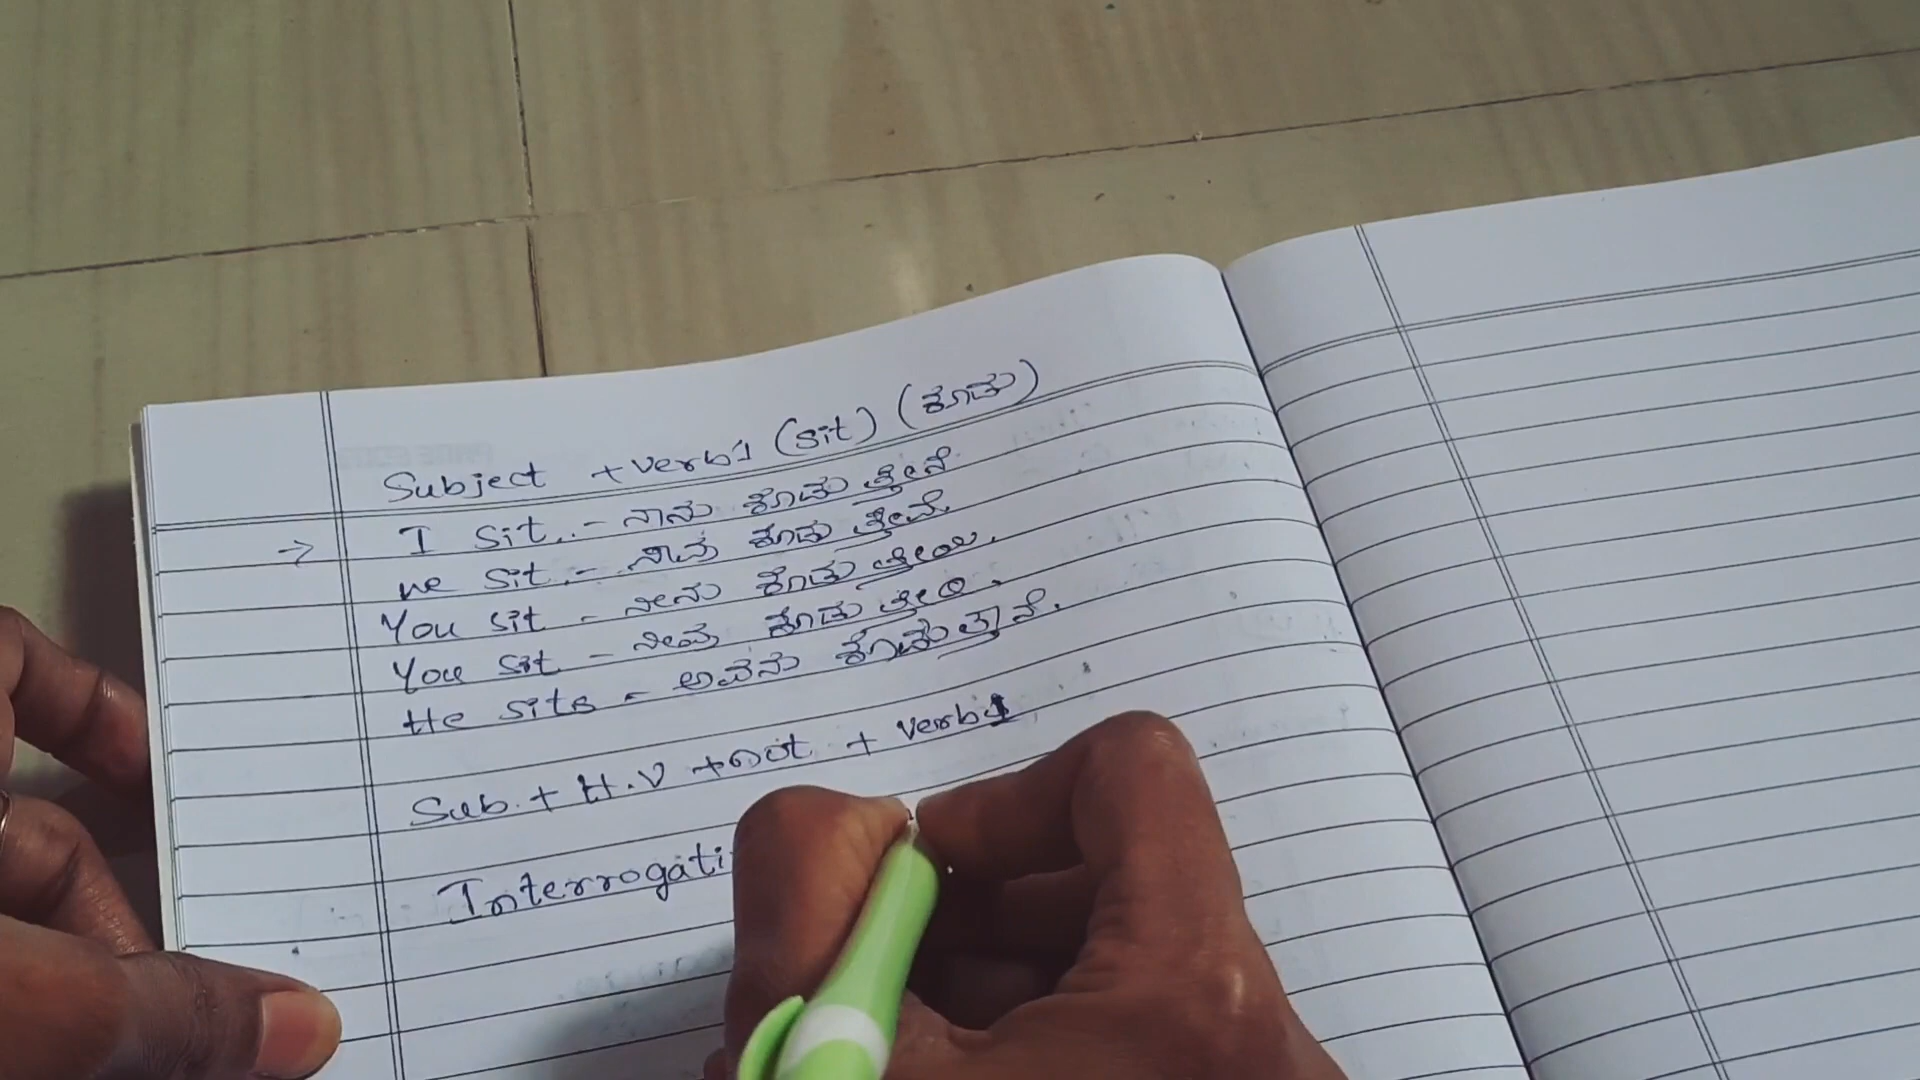 Subject + Verb1 (sit) (ಕೂಡು)
→ I sit. - ನಾನು ಕೂಡುತ್ತೇನೆ
we sit. - ನಾವು ಕೂಡುತ್ತೇವೆ.
You sit - ನೀನು ಕೂಡುತ್ತೀಯ.
You sit - ನೀವು ಕೂಡುತ್ತೀರಿ.
He sits - ಅವನು ಕೂಡುತ್ತಾನೆ.
Sub. + H.V + not + Verb1
Interrogati